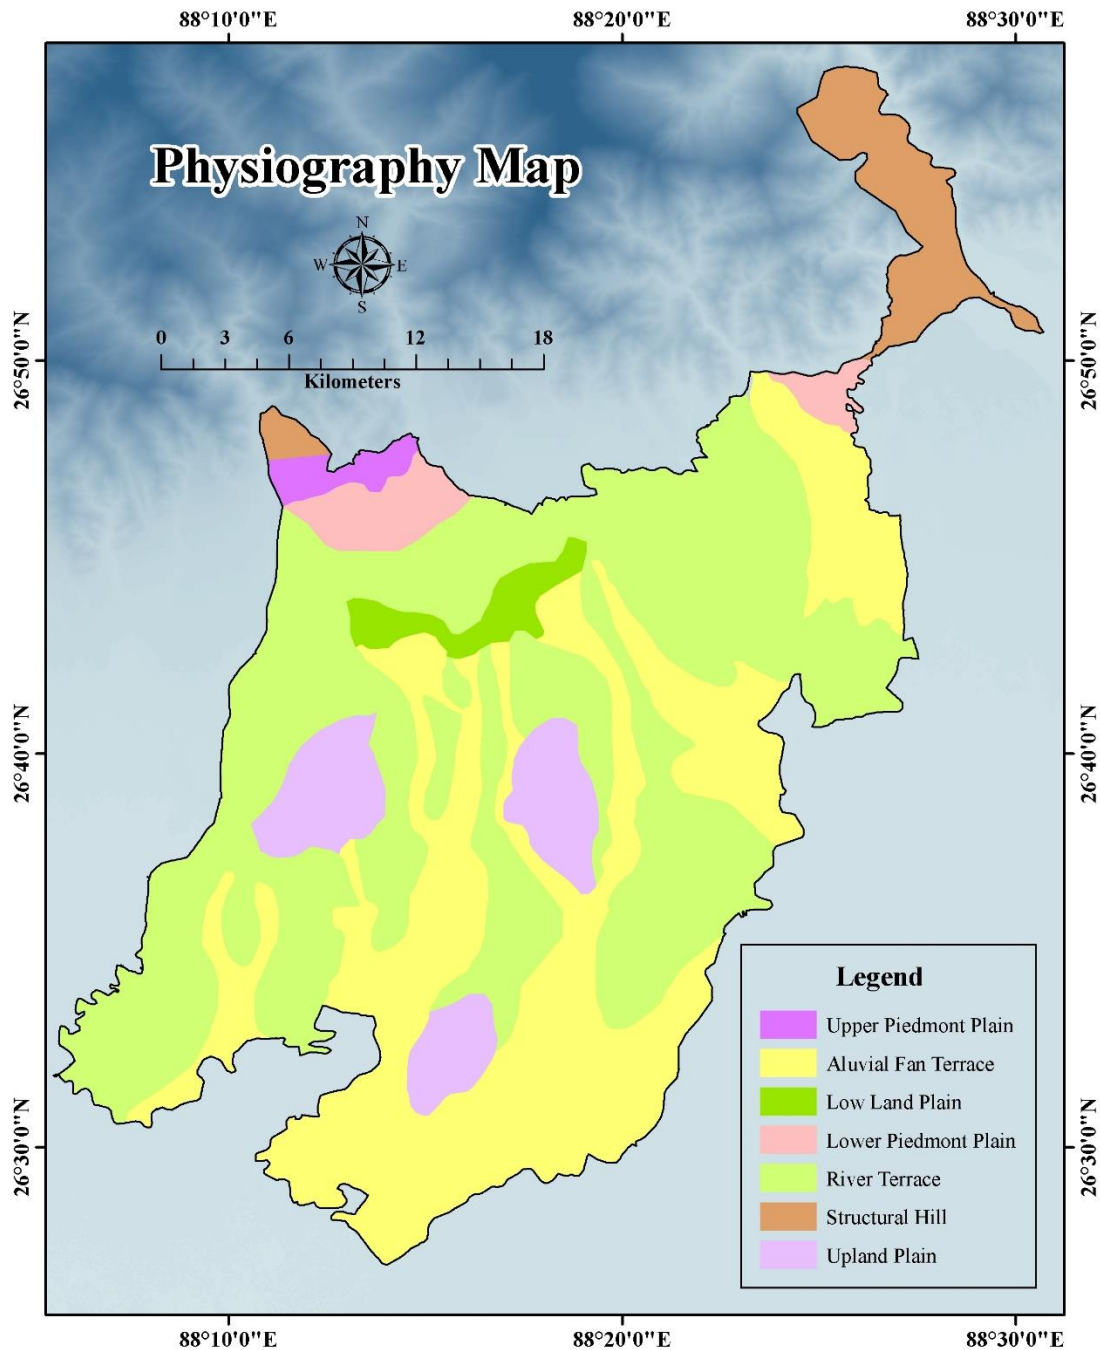 88°10'0"E 88°20'0"E 88°30'0"E
Physiography Map
N
W E
S
0 3 6 12 18
Kilometers
26°50'0"N 26°50'0"N
26°40'0"N 26°40'0"N
26°30'0"N 26°30'0"N
Legend
Upper Piedmont Plain
Aluvial Fan Terrace
Low Land Plain
Lower Piedmont Plain
River Terrace
Structural Hill
Upland Plain
88°10'0"E 88°20'0"E 88°30'0"E